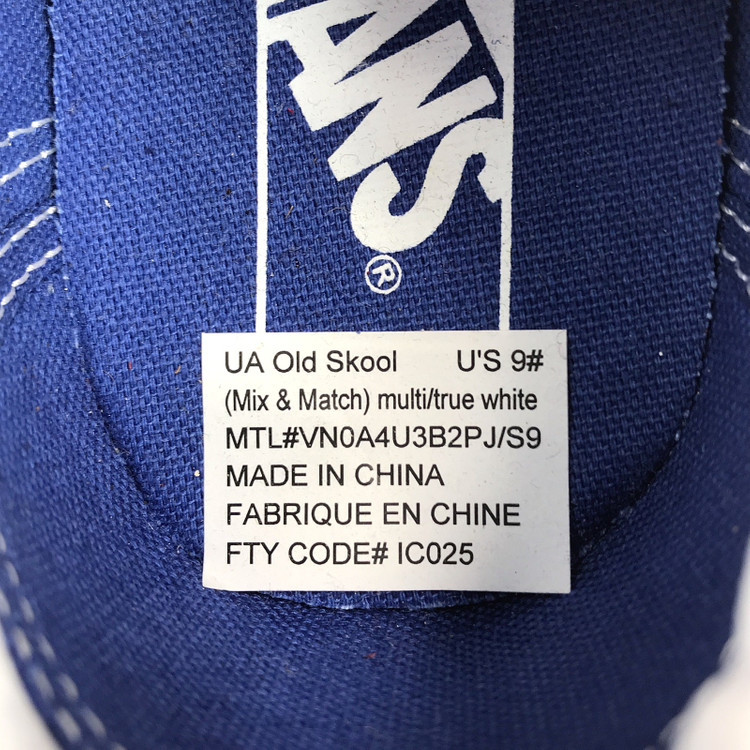 VANS
®
UA Old Skool U'S 9#
(Mix & Match) multi/true white
MTL#VN0A4U3B2PJ/S9
MADE IN CHINA
FABRIQUE EN CHINE
FTY CODE# IC025